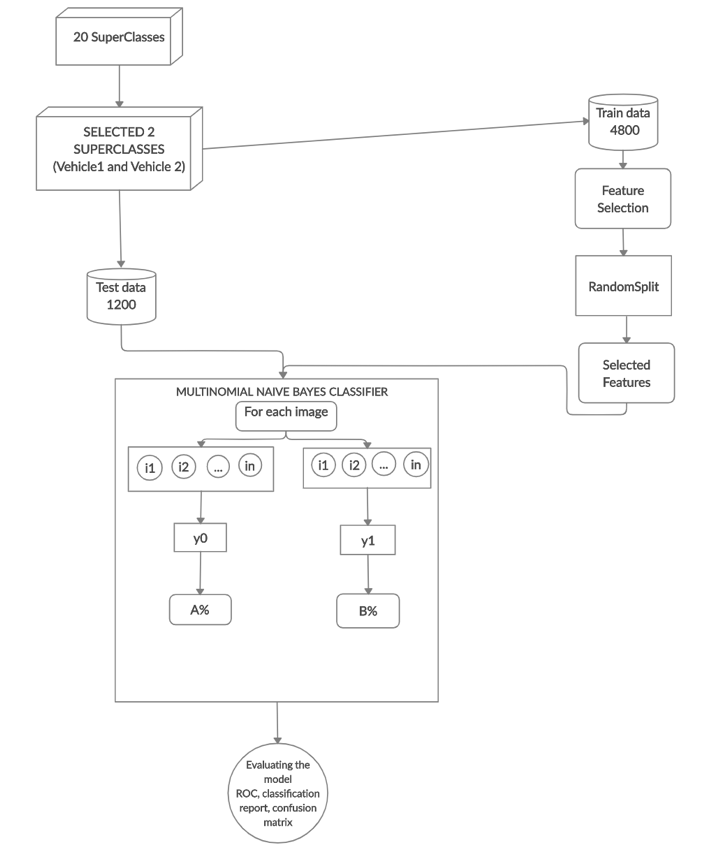 20 SuperClasses
SELECTED 2
SUPERCLASSES
(Vehicle1 and Vehicle 2)
Train data
4800
Feature
Selection
RandomSplit
Selected
Features
Test data
1200
MULTINOMIAL NAIVE BAYES CLASSIFIER
For each image
i1 i2 ... in
i1 i2 ... in
y0
y1
A%
B%
Evaluating the
model
ROC, classification
report, confusion
matrix